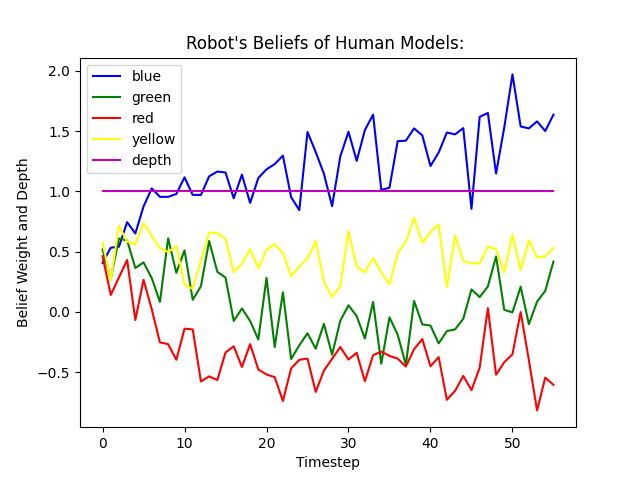 Robot's Beliefs of Human Models:
blue
green
red
yellow
depth
Belief Weight and Depth
2.0
1.5
1.0
0.5
0.0
−0.5
0
10
20
30
40
50
Timestep